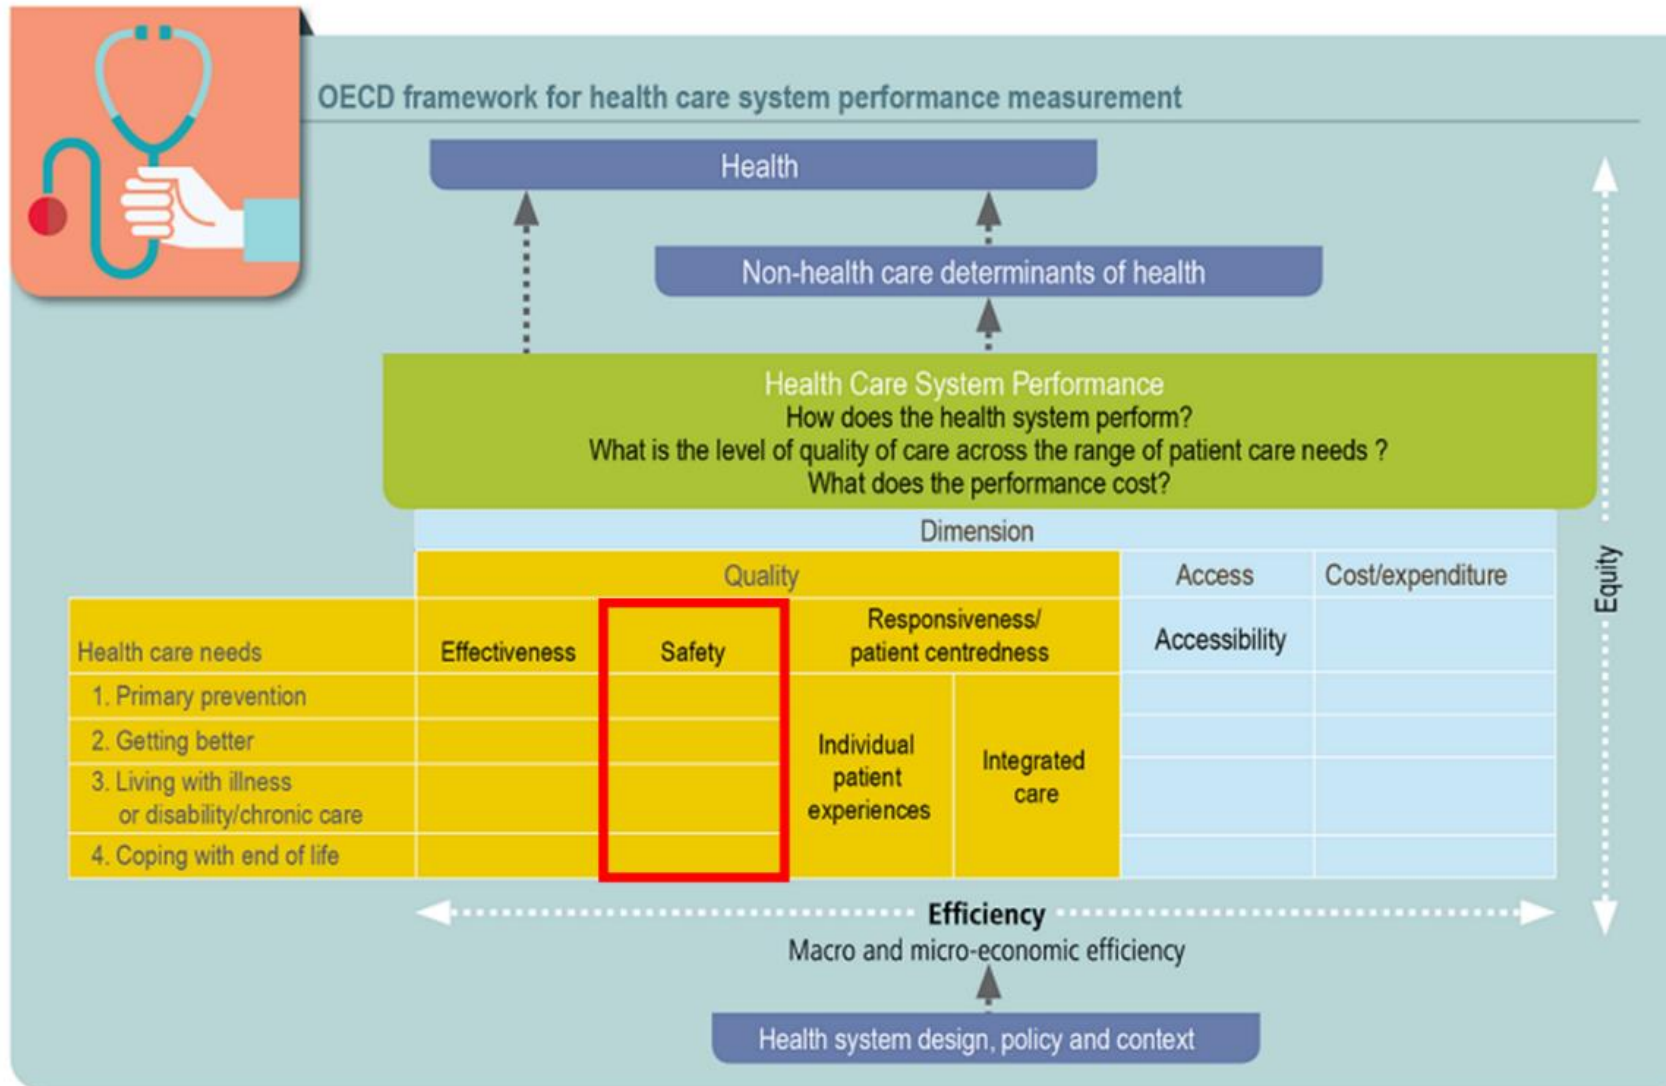 OECD framework for health care system performance measurement
Health
Non-health care determinants of health
Health Care System Performance
How does the health system perform?
What is the level of quality of care across the range of patient care needs ?
What does the performance cost?
Dimension
Quality
Access
Cost/expenditure
Health care needs
Effectiveness
Safety
Responsiveness/
patient centredness
Accessibility
1. Primary prevention
2. Getting better
3. Living with illness
or disability/chronic care
4. Coping with end of life
Individual
patient
experiences
Integrated
care
Equity
Efficiency
Macro and micro-economic efficiency
Health system design, policy and context